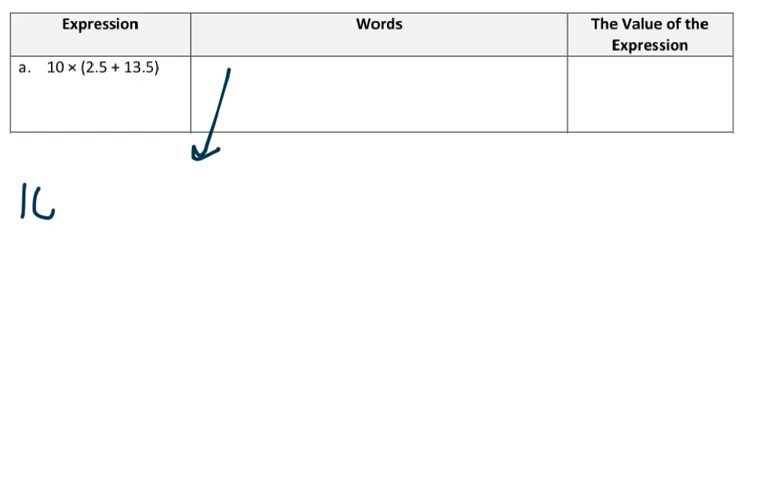 Expression Words The Value of the Expression
a. 10 × (2.5 + 13.5)